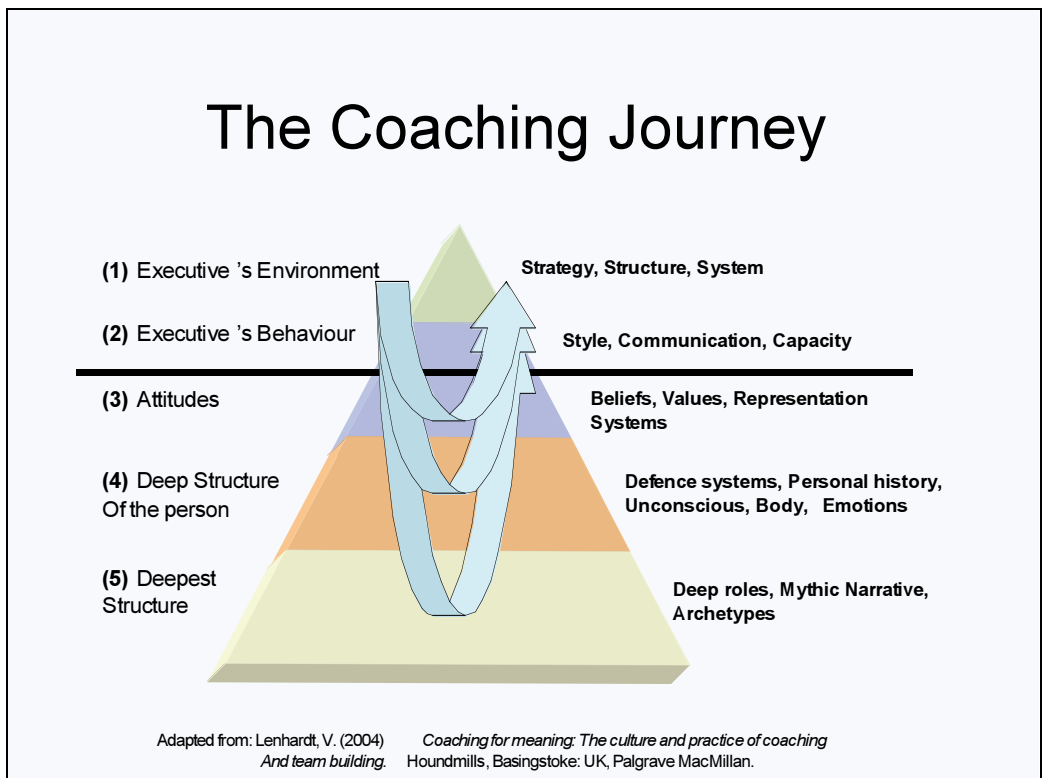 The Coaching Journey
(1) Executive 's Environment
Strategy, Structure, System
(2) Executive 's Behaviour
Style, Communication, Capacity
(3) Attitudes
Beliefs, Values, Representation
Systems
(4) Deep Structure
Of the person
Defence systems, Personal history,
Unconscious, Body, Emotions
(5) Deepest
Structure
Deep roles, Mythic Narrative,
Archetypes
Adapted from: Lenhardt, V. (2004) Coaching for meaning: The culture and practice of coaching
And team building. Houndmills, Basingstoke: UK, Palgrave MacMillan.